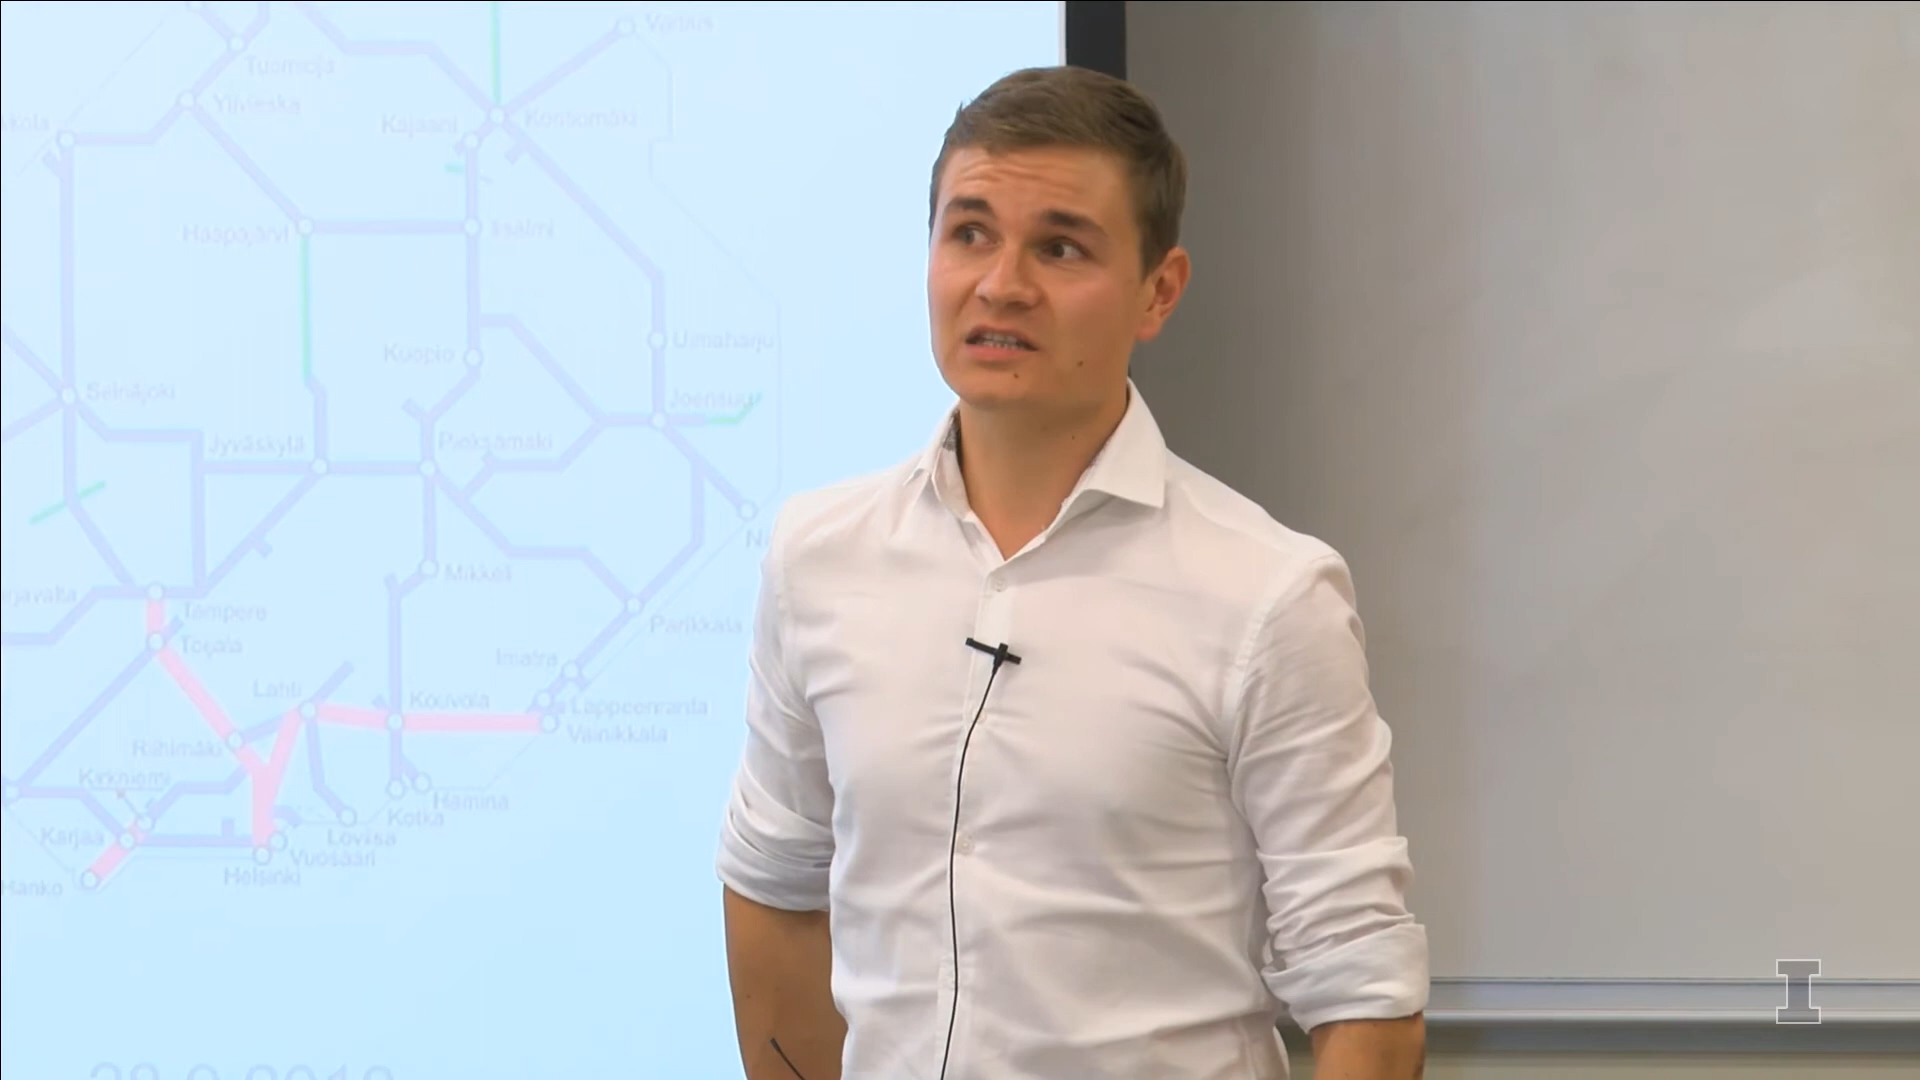 Vartius
Tuomioja
Ylivieska
Kajaani
Kontiomäki
Haapajärvi
Iisalmi
Uimaharju
Kuopio
Seinäjoki
Joensuu
Jyväskylä
Pieksämäki
Mikkeli
Tampere
Toijala
Parikkala
Imatra
Lahti
Kouvola
Lappeenranta
Vainikkala
Riihimäki
Kirkniemi
Hamina
Kotka
Karjaa
Loviisa
Vuosaari
Helsinki
Hanko
I